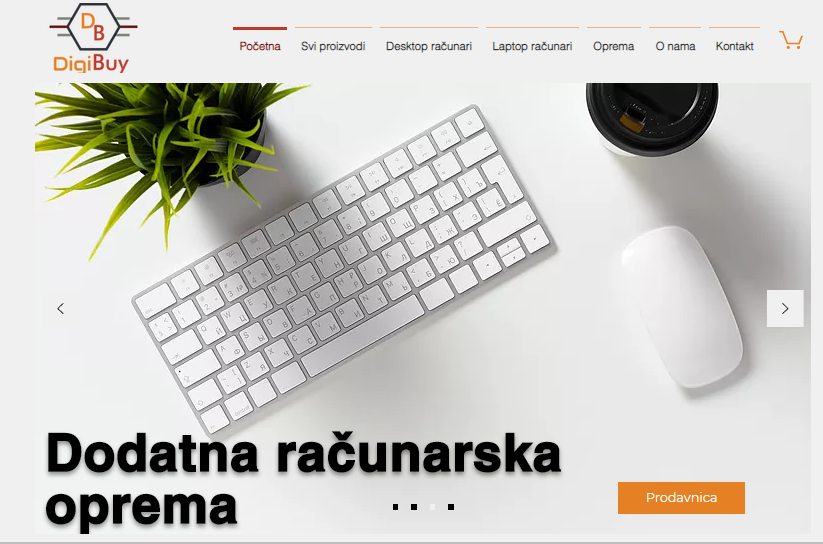 DB
DigiBuy
Početna
Svi proizvodi
Desktop računari
Laptop računari
Oprema
O nama
Kontakt
Dodatna računarska
oprema
Prodavnica